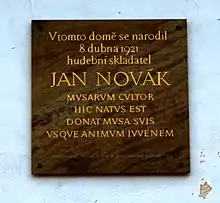 V tomto domě se narodil
8 dubna 1921
hudební skladatel
JAN NOVÁK
MVSARVM CVLTOR
HIC NATVS EST
DONAT MVSA SVIS
VSQVE ANIMVM IVVENEM